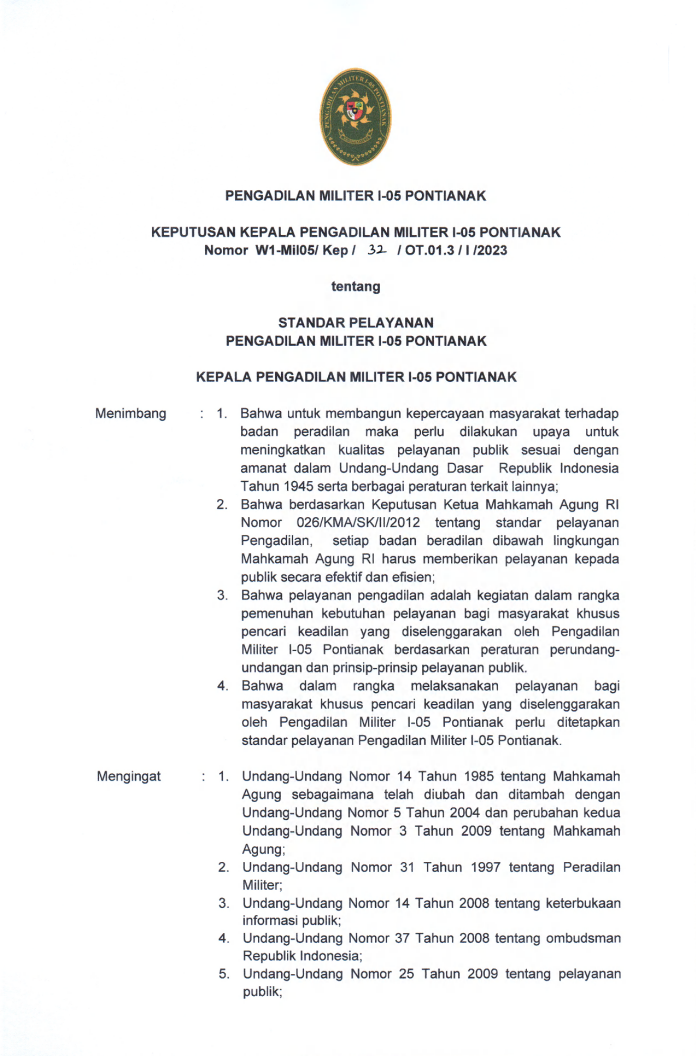 PENGADILAN MILITER I-05 PONTIANAK
PENGADILAN MILITER I-05 PONTIANAK
KEPUTUSAN KEPALA PENGADILAN MILITER I-05 PONTIANAK
Nomor W1-Mil05/ Kep / 32 / OT.01.3 / I /2023
tentang
STANDAR PELAYANAN
PENGADILAN MILITER I-05 PONTIANAK
KEPALA PENGADILAN MILITER I-05 PONTIANAK
Menimbang : 1. Bahwa untuk membangun kepercayaan masyarakat terhadap
badan peradilan maka perlu dilakukan upaya untuk
meningkatkan kualitas pelayanan publik sesuai dengan
amanat dalam Undang-Undang Dasar Republik Indonesia
Tahun 1945 serta berbagai peraturan terkait lainnya;
2. Bahwa berdasarkan Keputusan Ketua Mahkamah Agung RI
Nomor 026/KMA/SK/II/2012 tentang standar pelayanan
Pengadilan, setiap badan beradilan dibawah lingkungan
Mahkamah Agung RI harus memberikan pelayanan kepada
publik secara efektif dan efisien;
3. Bahwa pelayanan pengadilan adalah kegiatan dalam rangka
pemenuhan kebutuhan pelayanan bagi masyarakat khusus
pencari keadilan yang diselenggarakan oleh Pengadilan
Militer I-05 Pontianak berdasarkan peraturan perundang-
undangan dan prinsip-prinsip pelayanan publik.
4. Bahwa dalam rangka melaksanakan pelayanan bagi
masyarakat khusus pencari keadilan yang diselenggarakan
oleh Pengadilan Militer I-05 Pontianak perlu ditetapkan
standar pelayanan Pengadilan Militer I-05 Pontianak.
Mengingat : 1. Undang-Undang Nomor 14 Tahun 1985 tentang Mahkamah
Agung sebagaimana telah diubah dan ditambah dengan
Undang-Undang Nomor 5 Tahun 2004 dan perubahan kedua
Undang-Undang Nomor 3 Tahun 2009 tentang Mahkamah
Agung;
2. Undang-Undang Nomor 31 Tahun 1997 tentang Peradilan
Militer;
3. Undang-Undang Nomor 14 Tahun 2008 tentang keterbukaan
informasi publik;
4. Undang-Undang Nomor 37 Tahun 2008 tentang ombudsman
Republik Indonesia;
5. Undang-Undang Nomor 25 Tahun 2009 tentang pelayanan
publik;